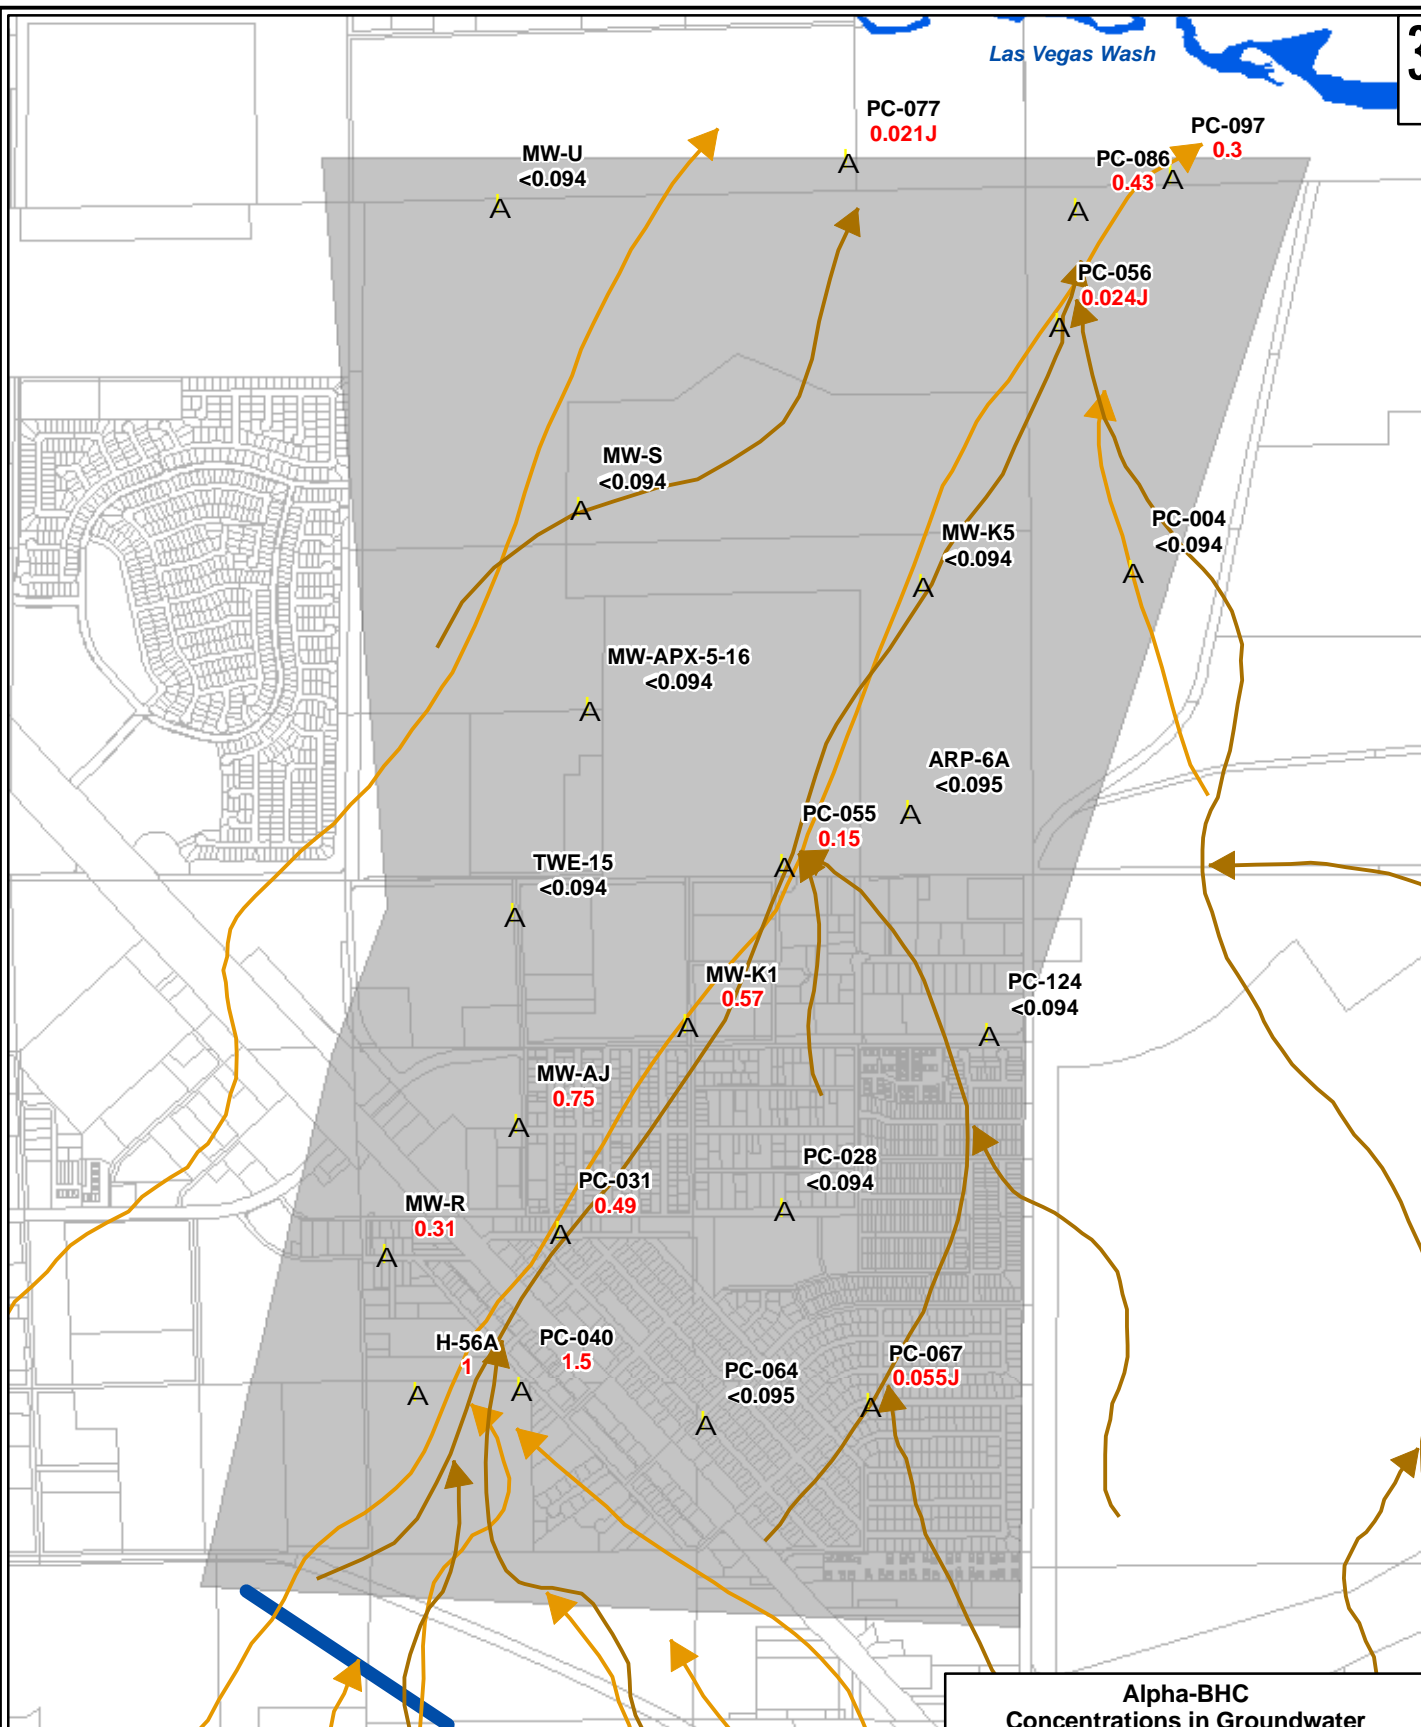 3
Las Vegas Wash
PC-077
0.021J
PC-097
0.3
MW-U
<0.094
PC-086
0.43
A
A
A
A
PC-056
0.024J
A
MW-S
<0.094
A
PC-004
<0.094
MW-K5
<0.094
A
A
MW-APX-5-16
<0.094
A
ARP-6A
<0.095
A
PC-055
0.15
A
TWE-15
<0.094
A
MW-K1
0.57
PC-124
<0.094
A
A
MW-AJ
0.75
A
PC-028
<0.094
A
PC-031
0.49
A
MW-R
0.31
A
H-56A
1
PC-040
1.5
PC-064
<0.095
PC-067
0.055J
A
A
A
A
Alpha-BHC
Concentrations in Groundwater